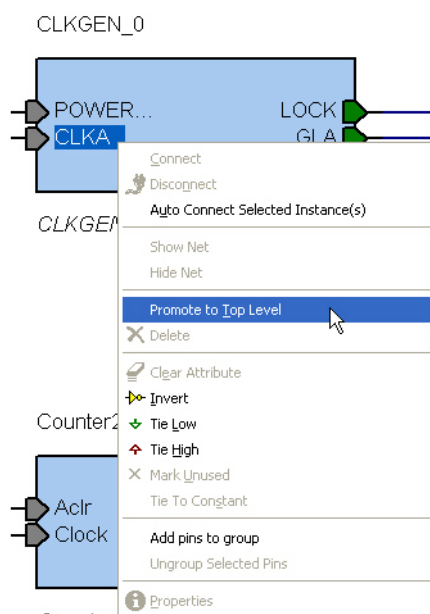 CLKGEN_0
POWER... LOCK
CLKA GLA
Connect
Disconnect
Auto Connect Selected Instance(s)
CLKGEN
Show Net
Hide Net
Promote to Top Level
Delete
Clear Attribute
Invert
Counter2
Tie Low
Tie High
Mark Unused
Tie To Constant
Aclr
Clock
Add pins to group
Ungroup Selected Pins
Properties